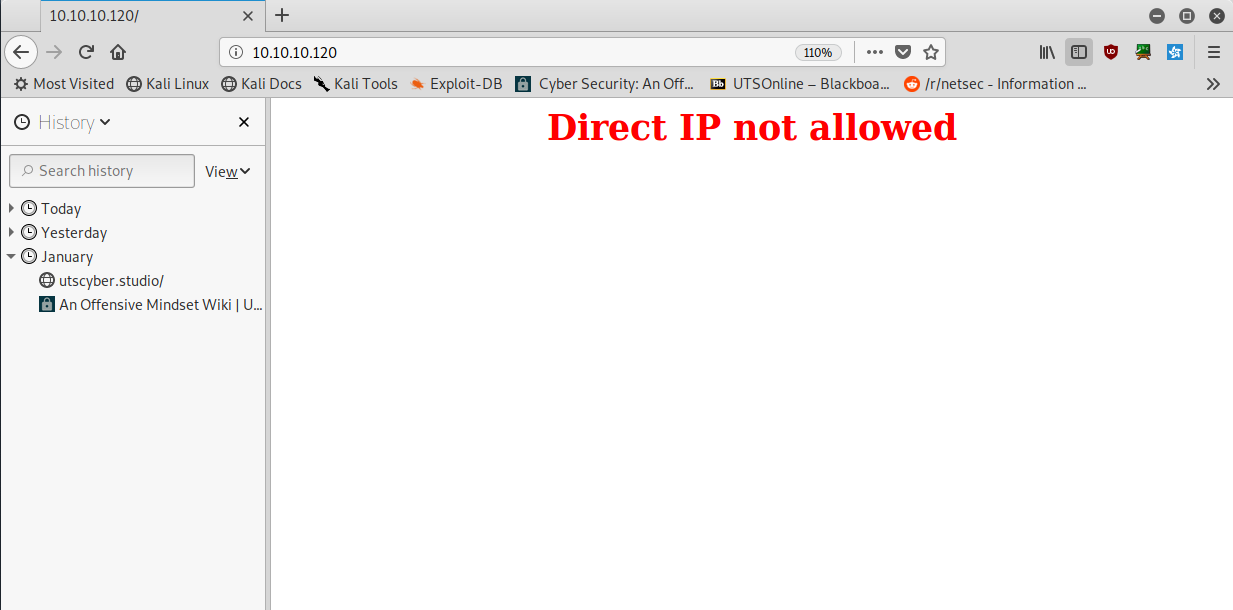 10.10.10.120/
10.10.10.120
110%
Most Visited Kali Linux Kali Docs Kali Tools Exploit-DB Cyber Security: An Off... UTSOnline – Blackboa... /r/netsec - Information ...
History
Search history
View
Today
Yesterday
January
utscyber.studio/
An Offensive Mindset Wiki | U...
Direct IP not allowed